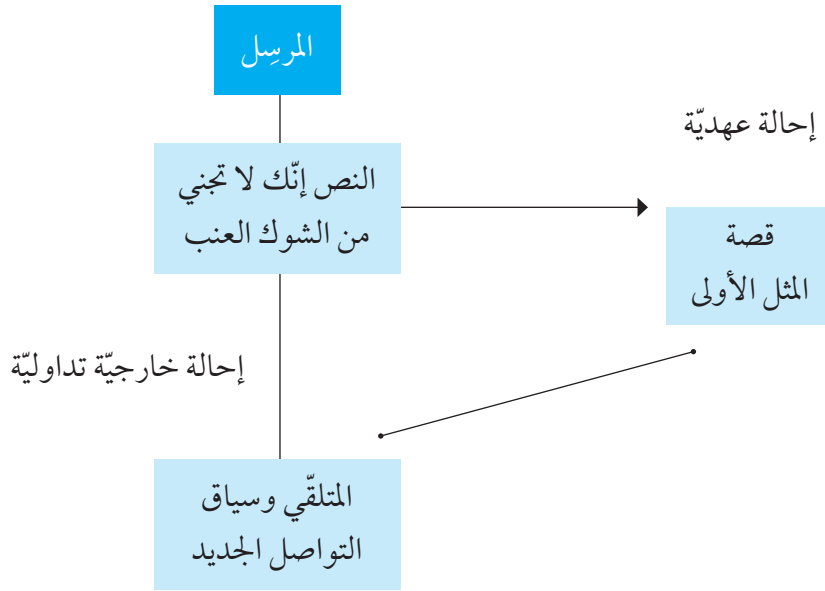 المرسِل
إحالة عهديّة
النص إنّك لا تجني
من الشوك العنب
قصة
المثل الأولى
إحالة خارجيّة تداوليّة
المتلقّي وسياق
التواصل الجديد